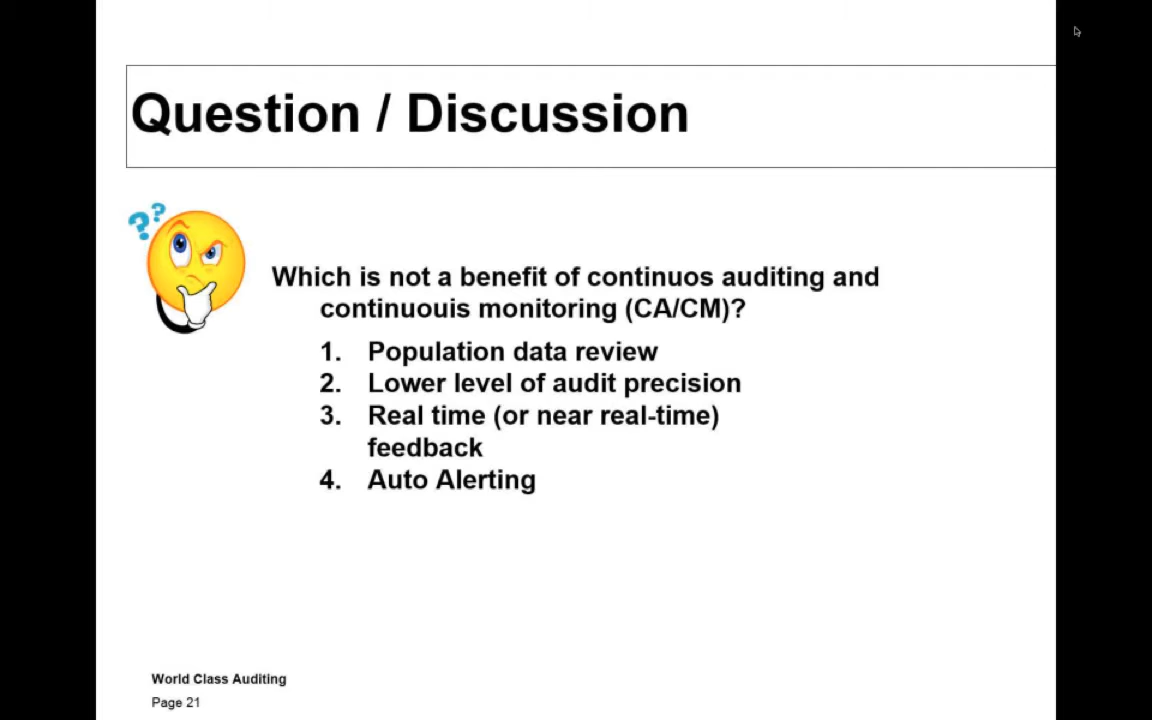 Question / Discussion
??
Which is not a benefit of continuos auditing and
continuouis monitoring (CA/CM)?
1. Population data review
2. Lower level of audit precision
3. Real time (or near real-time)
feedback
4. Auto Alerting
World Class Auditing
Page 21